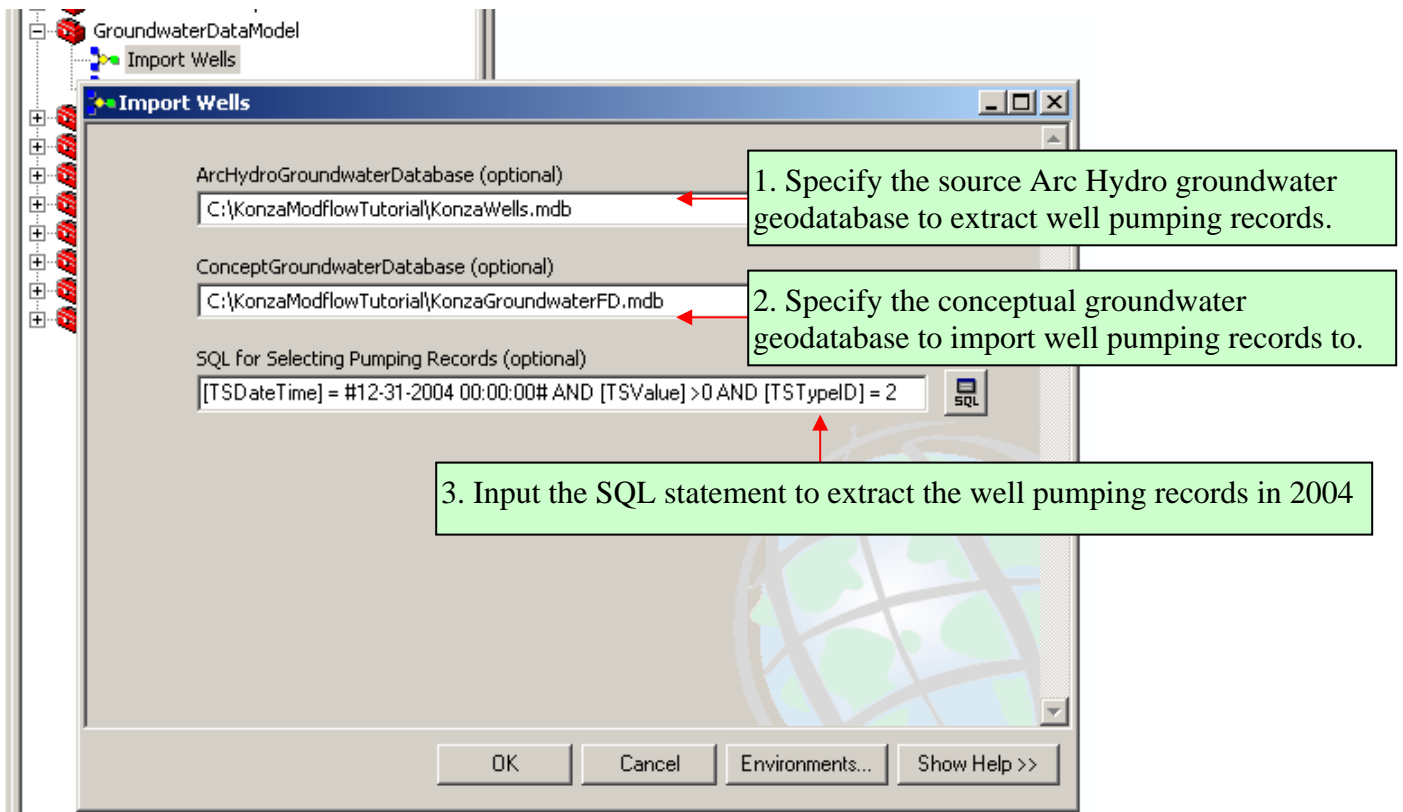 GroundwaterDataModel
Import Wells
Import Wells
ArcHydroGroundwaterDatabase (optional)
C:\KonzaModflowTutorial\KonzaWells.mdb
1. Specify the source Arc Hydro groundwater
geodatabase to extract well pumping records.
ConceptGroundwaterDatabase (optional)
C:\KonzaModflowTutorial\KonzaGroundwaterFD.mdb
2. Specify the conceptual groundwater
geodatabase to import well pumping records to.
SQL for Selecting Pumping Records (optional)
[TSDateTime] = #12-31-2004 00:00:00# AND [TSValue] >0 AND [TSTypeID] = 2
SQL
3. Input the SQL statement to extract the well pumping records in 2004
OK Cancel Environments... Show Help >>